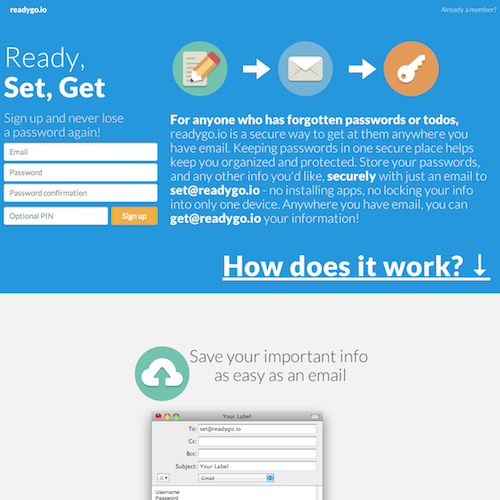 readygo.io
Already a member?
Ready,
Set, Get
Sign up and never lose
a password again!
Email
Password
Password confirmation
Optional PIN
Sign up
For anyone who has forgotten passwords or todos,
readygo.io is a secure way to get at them anywhere you
have email. Keeping passwords in one secure place helps
keep you organized and protected. Store your passwords,
and any other info you'd like, securely with just an email to
set@readygo.io - no installing apps, no locking your info
into only one device. Anywhere you have email, you can
get@readygo.io your information!
How does it work? ↓
Save your important info
as easy as an email
Your Label
To: set@readygo.io
Cc:
Bcc:
Subject: Your Label
Gmail
Username
Password